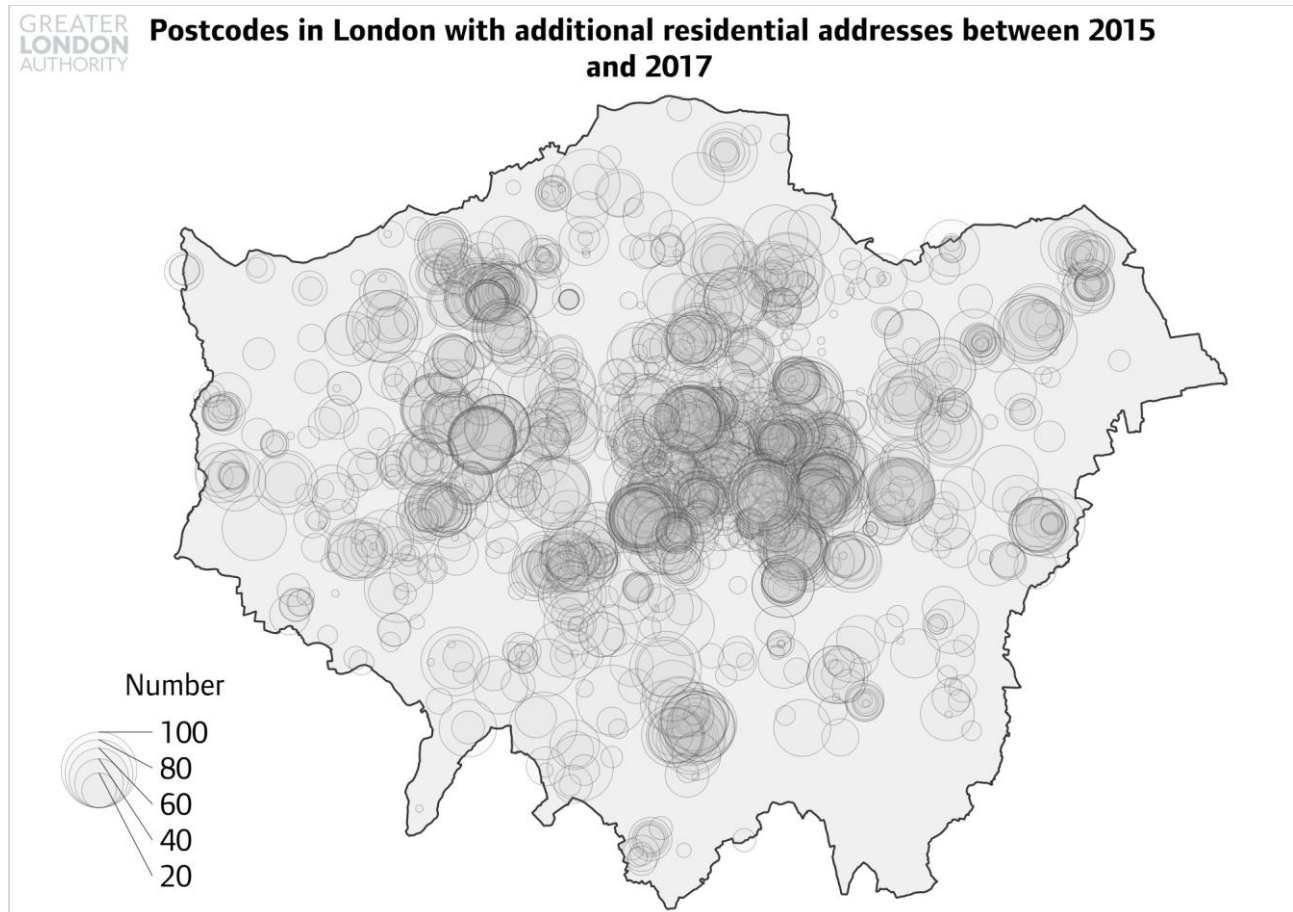 GREATER
LONDON
AUTHORITY
Postcodes in London with additional residential addresses between 2015
and 2017
Number
100
80
60
40
20